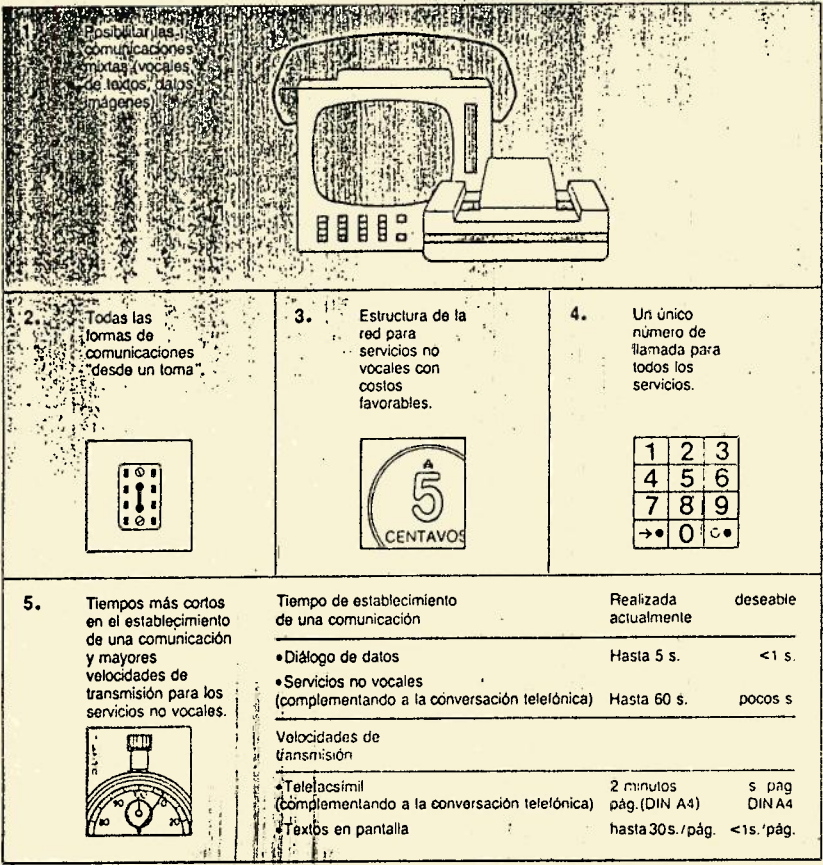 1. Posibilitar las
comunicaciones
mixtas (vocales
de textos, datos
imágenes)
2. Todas las
formas de
comunicaciones
"desde un toma".
3. Estructura de la
red para
servicios no
vocales con
costos
favorables.
4. Un único
número de
llamada para
todos los
servicios.
A
5
CENTAVOS
1 2 3
4 5 6
7 8 9
→• 0 •
5. Tiempos más cortos
en el establecimiento
de una comunicación
y mayores
velocidades de
transmisión para los
servicios no vocales.
Tiempo de establecimiento Realizada deseable
de una comunicación actualmente
•Diálogo de datos Hasta 5 s. <1 s.
•Servicios no vocales
(complementando a la conversación telefónica) Hasta 60 s. pocos s
Velocidades de
transmisión
•Telefacsímil 2 minutos s pag
(complementando a la conversación telefónica) pág.(DIN A4) DIN A4
•Textos en pantalla hasta 30s./pág. <1s./pág.